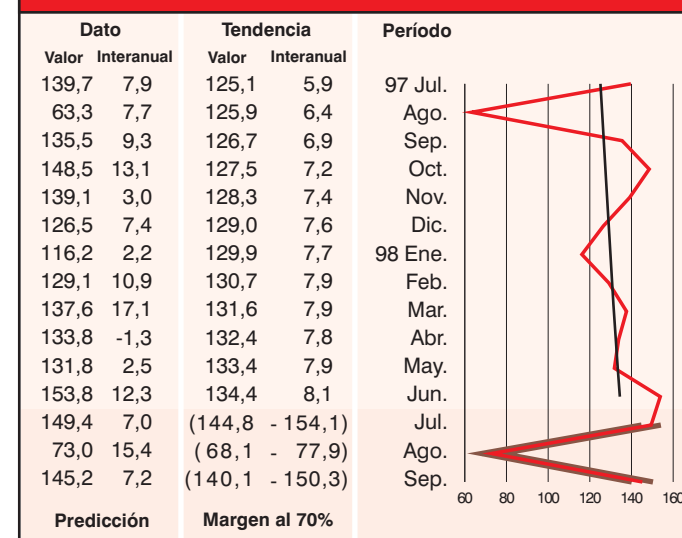 Dato Tendencia Período
Valor Interanual Valor Interanual
139,7 7,9 125,1 5,9 97 Jul.
63,3 7,7 125,9 6,4 Ago.
135,5 9,3 126,7 6,9 Sep.
148,5 13,1 127,5 7,2 Oct.
139,1 3,0 128,3 7,4 Nov.
126,5 7,4 129,0 7,6 Dic.
116,2 2,2 129,9 7,7 98 Ene.
129,1 10,9 130,7 7,9 Feb.
137,6 17,1 131,6 7,9 Mar.
133,8 -1,3 132,4 7,8 Abr.
131,8 2,5 133,4 7,9 May.
153,8 12,3 134,4 8,1 Jun.
149,4 7,0 (144,8 - 154,1) Jul.
73,0 15,4 (68,1 - 77,9) Ago.
145,2 7,2 (140,1 - 150,3) Sep.
60 80 100 120 140 160
Predicción Margen al 70%